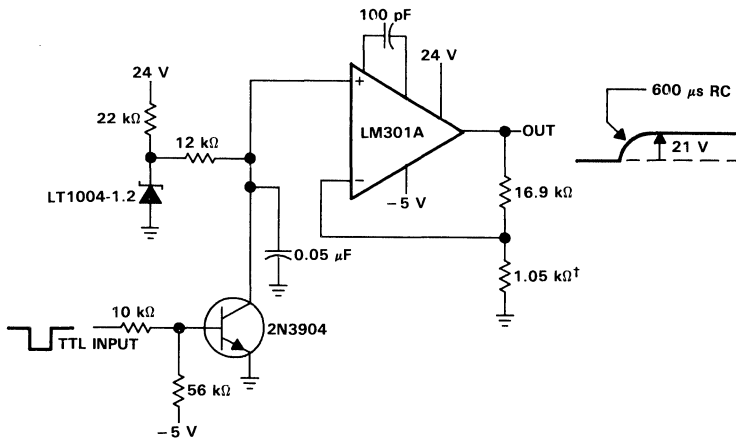 100 pF
24 V
24 V
600 µs RC
22 kΩ
+
LM301A
OUT
12 kΩ
21 V
LT1004-1.2
−
−5 V
16.9 kΩ
0.05 µF
1.05 kΩ†
10 kΩ
2N3904
TTL INPUT
56 kΩ
−5 V